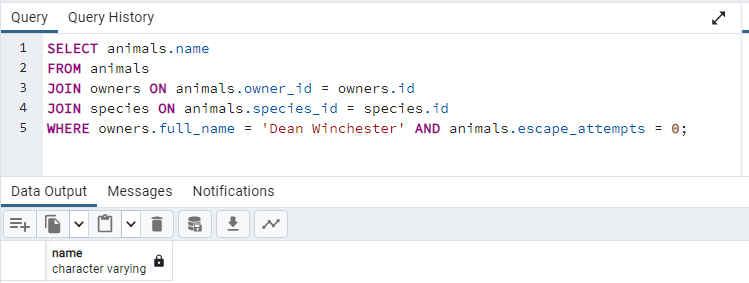 Query Query History
1 SELECT animals.name
2 FROM animals
3 JOIN owners ON animals.owner_id = owners.id
4 JOIN species ON animals.species_id = species.id
5 WHERE owners.full_name = 'Dean Winchester' AND animals.escape_attempts = 0;
Data Output Messages Notifications
name
character varying